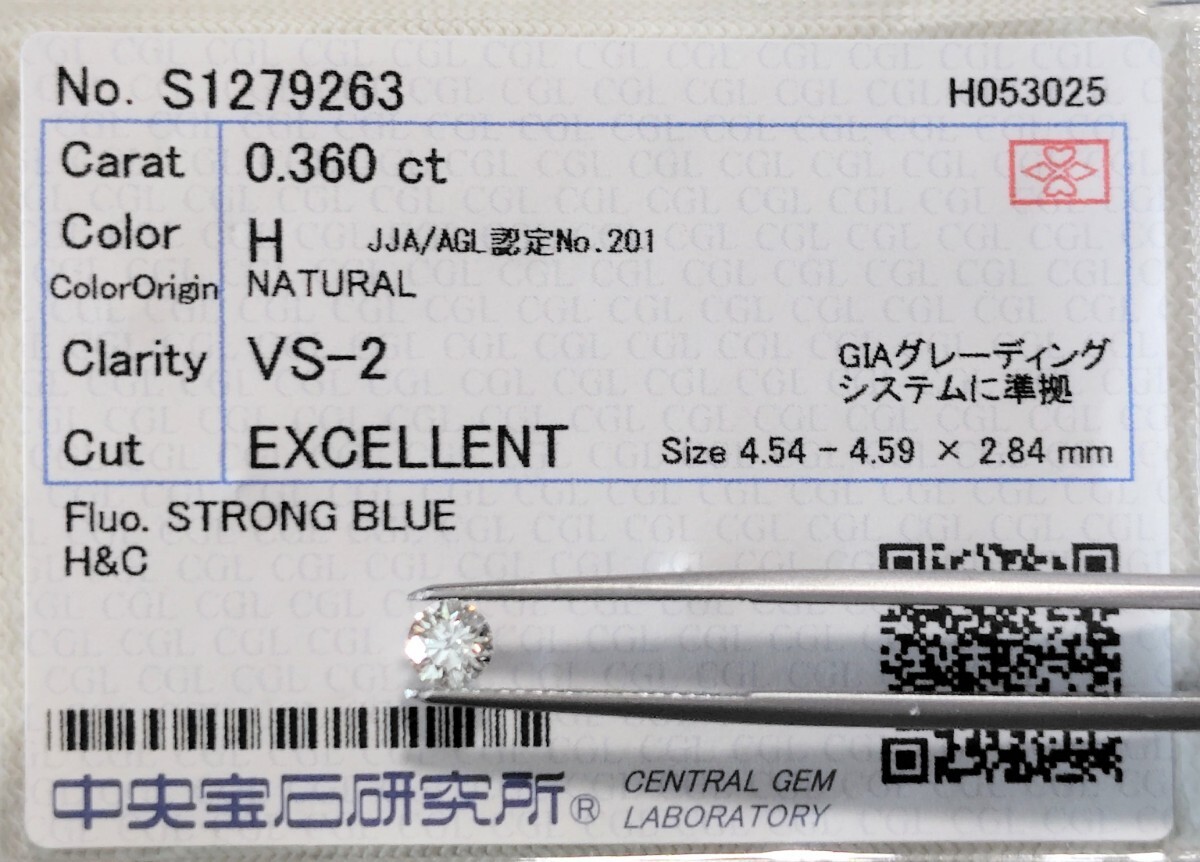 No. S1279263
H053025
Carat 0.360 ct
Color H JJA/AGL認定No.201
ColorOrigin NATURAL
Clarity VS-2
GIAグレーディング
システムに準拠
Cut EXCELLENT Size 4.54 - 4.59 × 2.84 mm
Fluo. STRONG BLUE
H&C
中央宝石研究所® CENTRAL GEM
LABORATORY